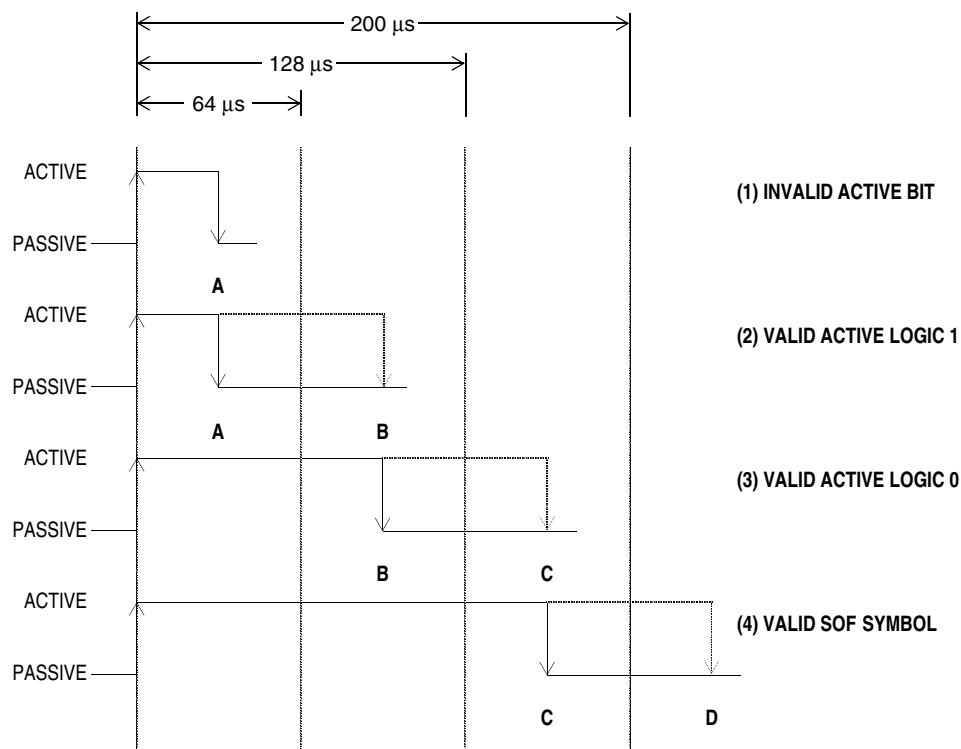 200 μs
128 μs
64 μs
ACTIVE
(1) INVALID ACTIVE BIT
PASSIVE
A
ACTIVE
(2) VALID ACTIVE LOGIC 1
PASSIVE
A B
ACTIVE
(3) VALID ACTIVE LOGIC 0
PASSIVE
B C
ACTIVE
(4) VALID SOF SYMBOL
PASSIVE
C D